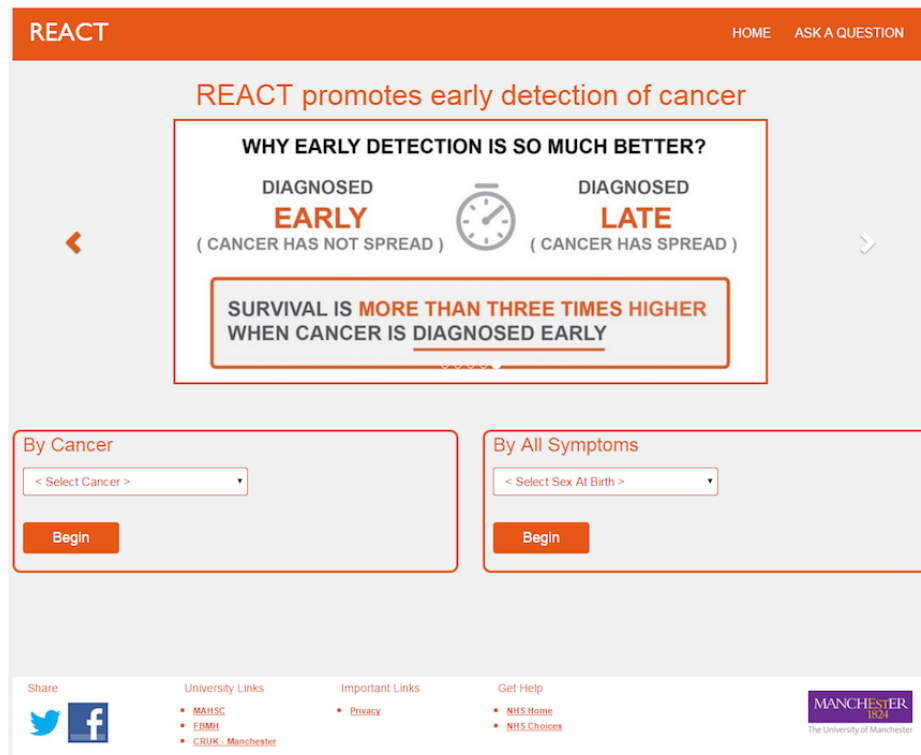 REACT
HOME
ASK A QUESTION
REACT promotes early detection of cancer
WHY EARLY DETECTION IS SO MUCH BETTER?
DIAGNOSED
EARLY
( CANCER HAS NOT SPREAD )
DIAGNOSED
LATE
( CANCER HAS SPREAD )
SURVIVAL IS MORE THAN THREE TIMES HIGHER
WHEN CANCER IS DIAGNOSED EARLY
By Cancer
< Select Cancer >
Begin
By All Symptoms
< Select Sex At Birth >
Begin
Share
University Links
MAHSC
FBMH
CRUK - Manchester
Important Links
Privacy
Get Help
NHS Home
NHS Choices
MANCHESTER
1824
The University of Manchester